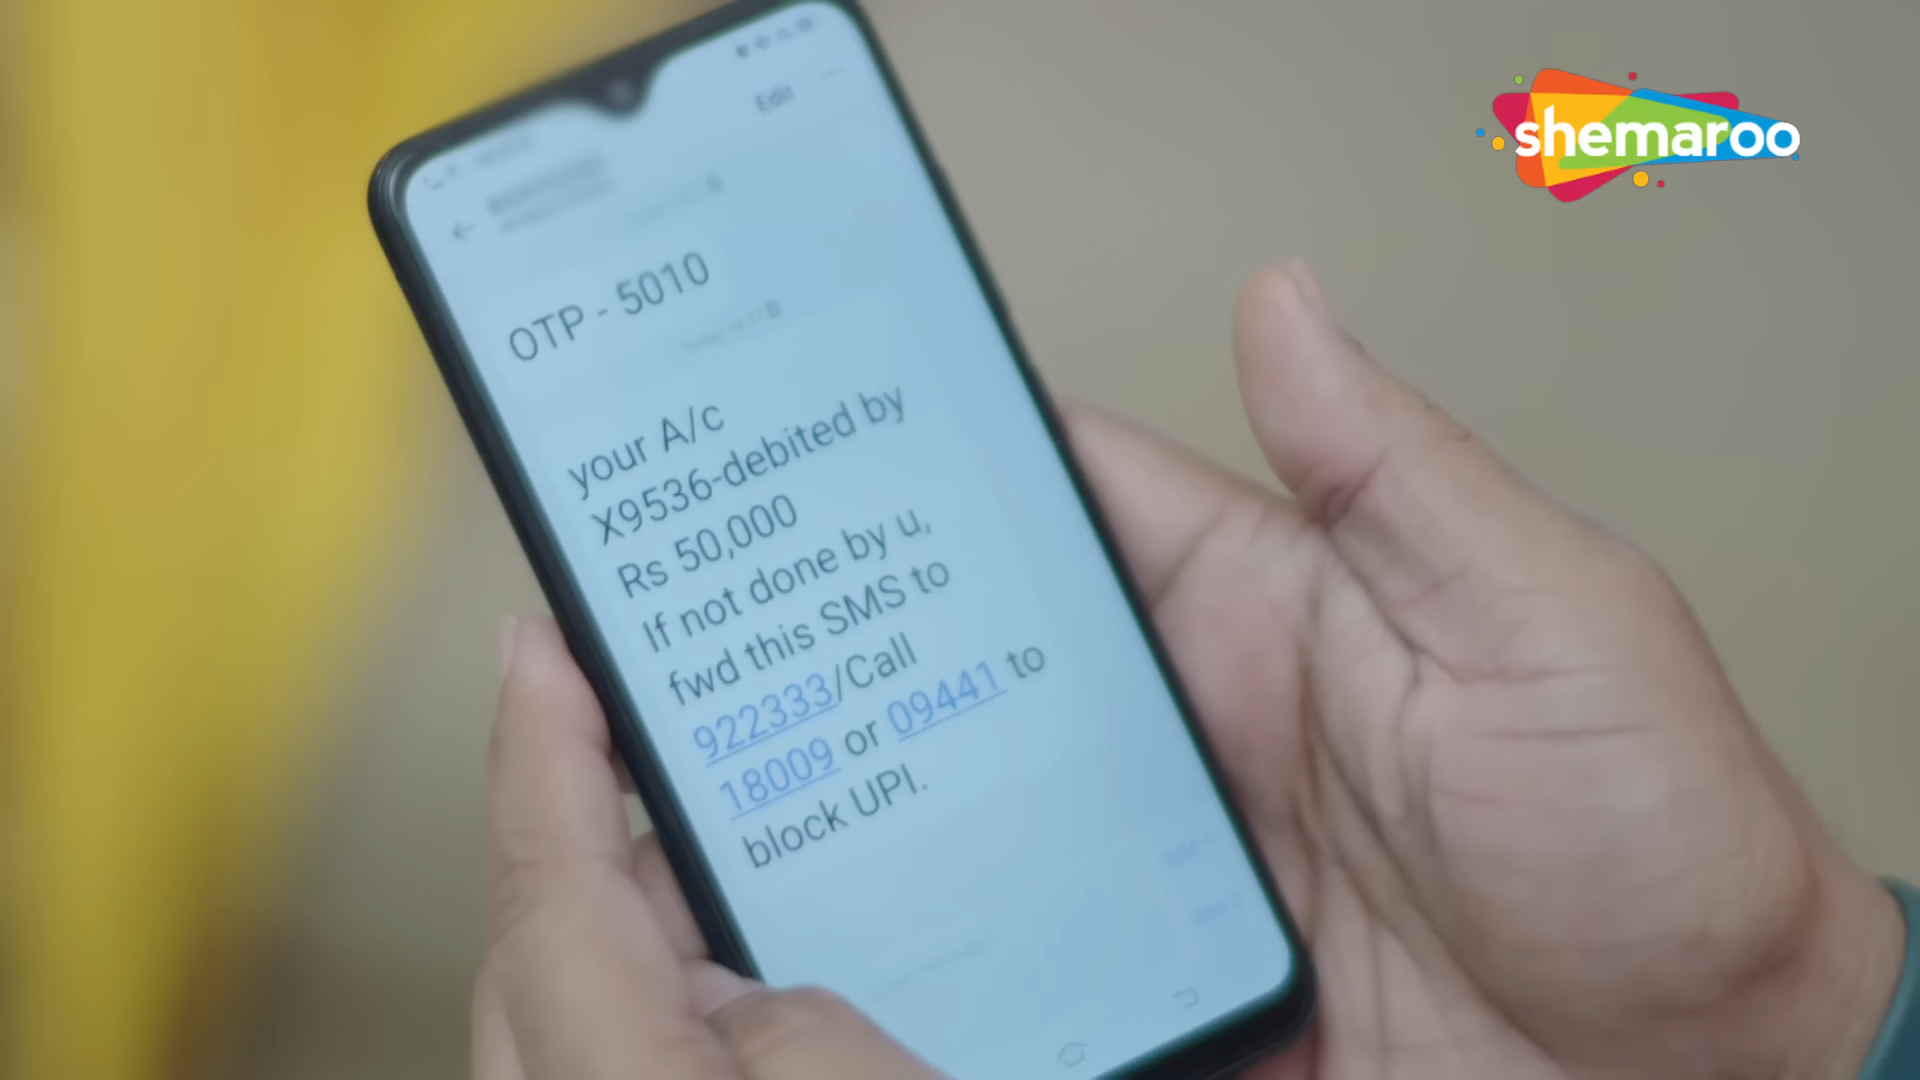 shemaroo
Edit
OTP - 5010
your A/c
X9536-debited by
Rs 50,000
If not done by u,
fwd this SMS to
922333/Call
18009 or 09441 to
block UPI.